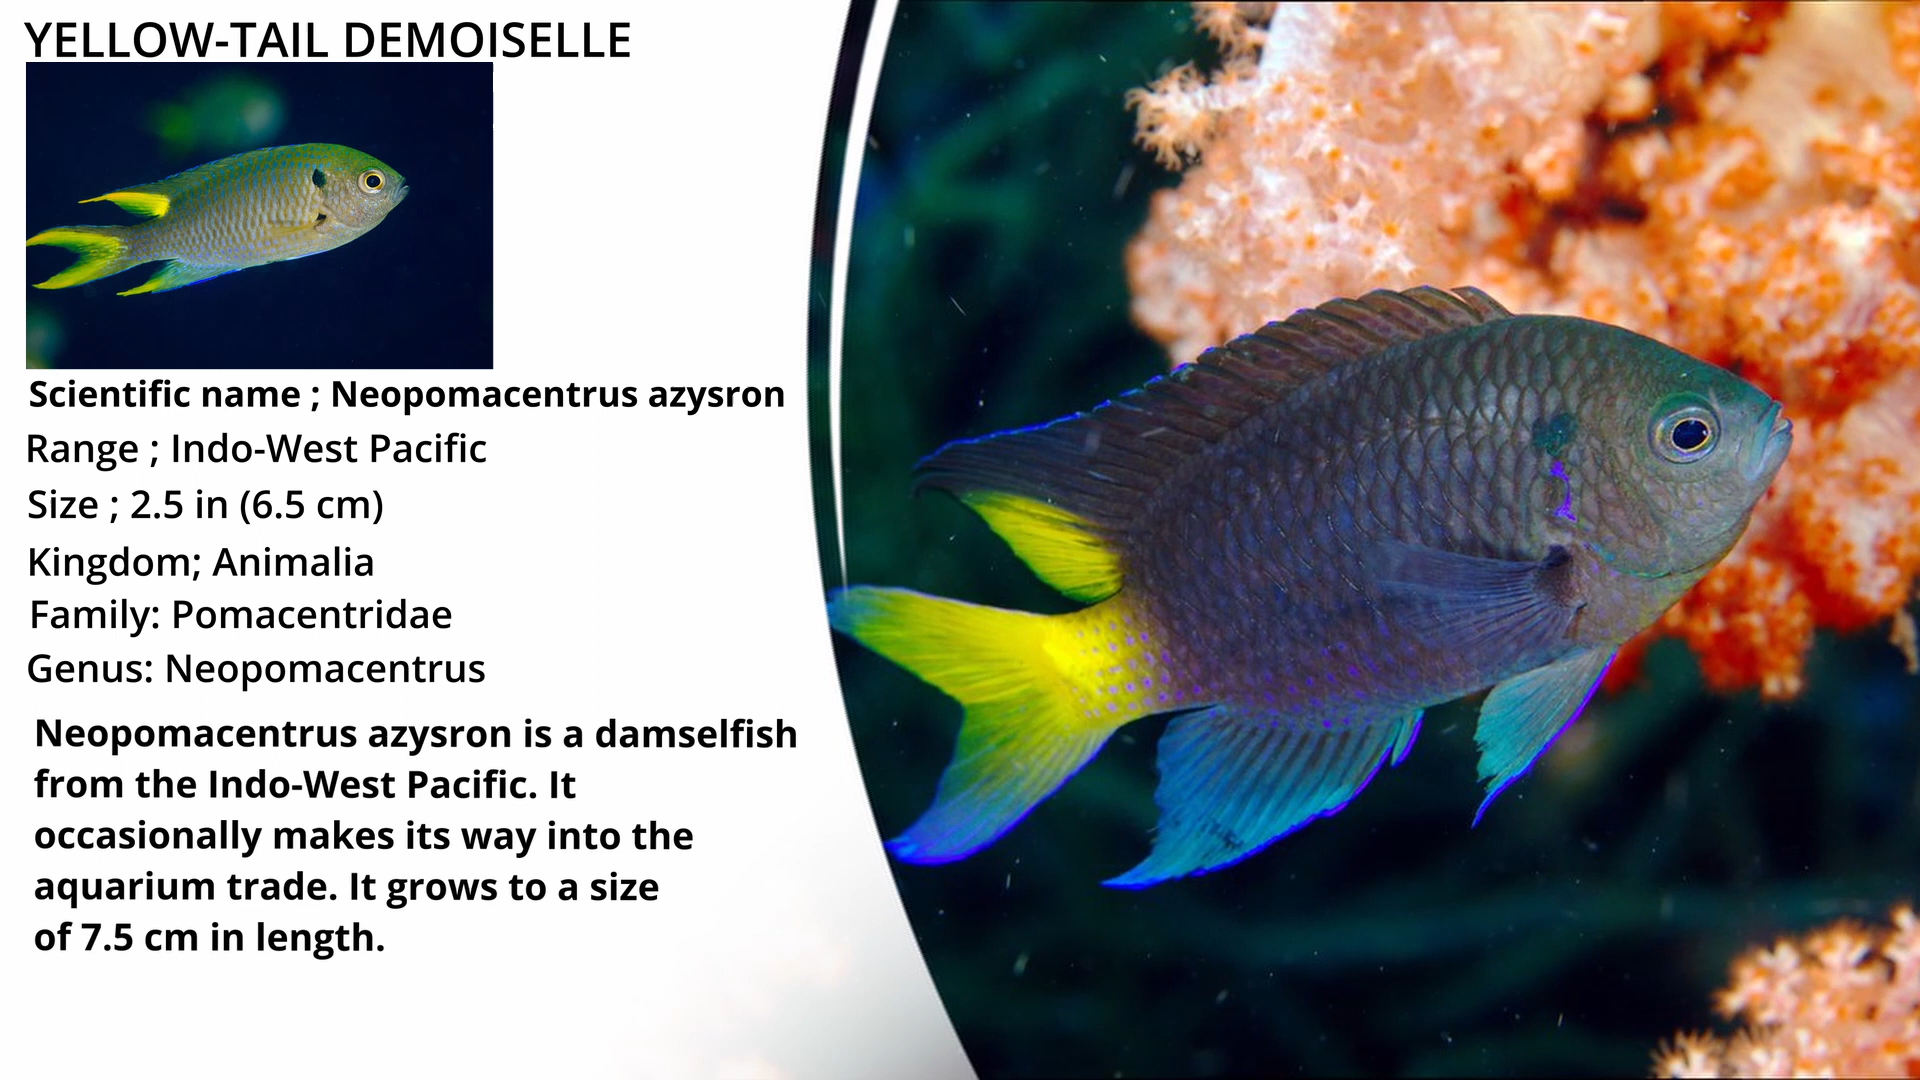 YELLOW-TAIL DEMOISELLE
Scientific name ; Neopomacentrus azysron
Range ; Indo-West Pacific
Size ; 2.5 in (6.5 cm)
Kingdom; Animalia
Family: Pomacentridae
Genus: Neopomacentrus
Neopomacentrus azysron is a damselfish
from the Indo-West Pacific. It
occasionally makes its way into the
aquarium trade. It grows to a size
of 7.5 cm in length.